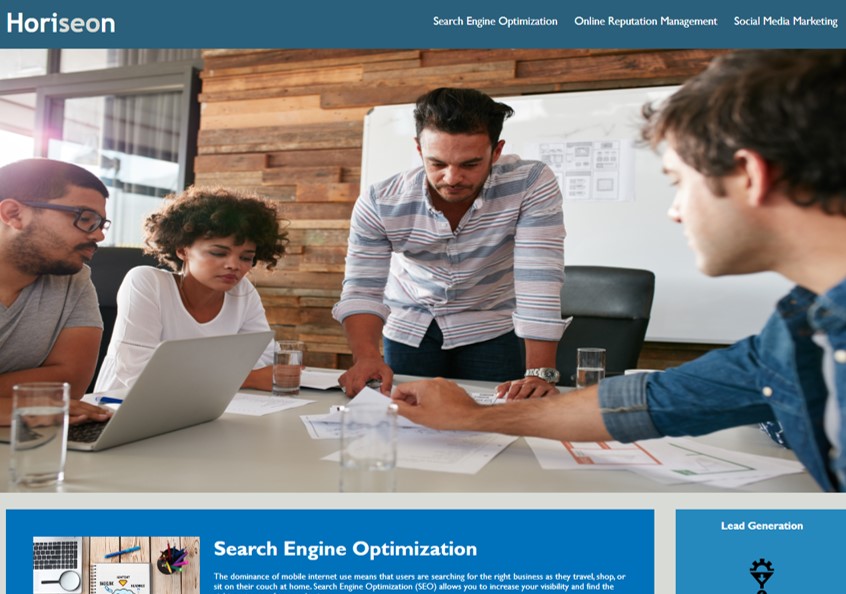 Horiseon
Search Engine Optimization
Online Reputation Management
Social Media Marketing
Search Engine Optimization
The dominance of mobile internet use means that users are searching for the right business as they travel, shop, or
sit on their couch at home. Search Engine Optimization (SEO) allows you to increase your visibility and find the
Lead Generation